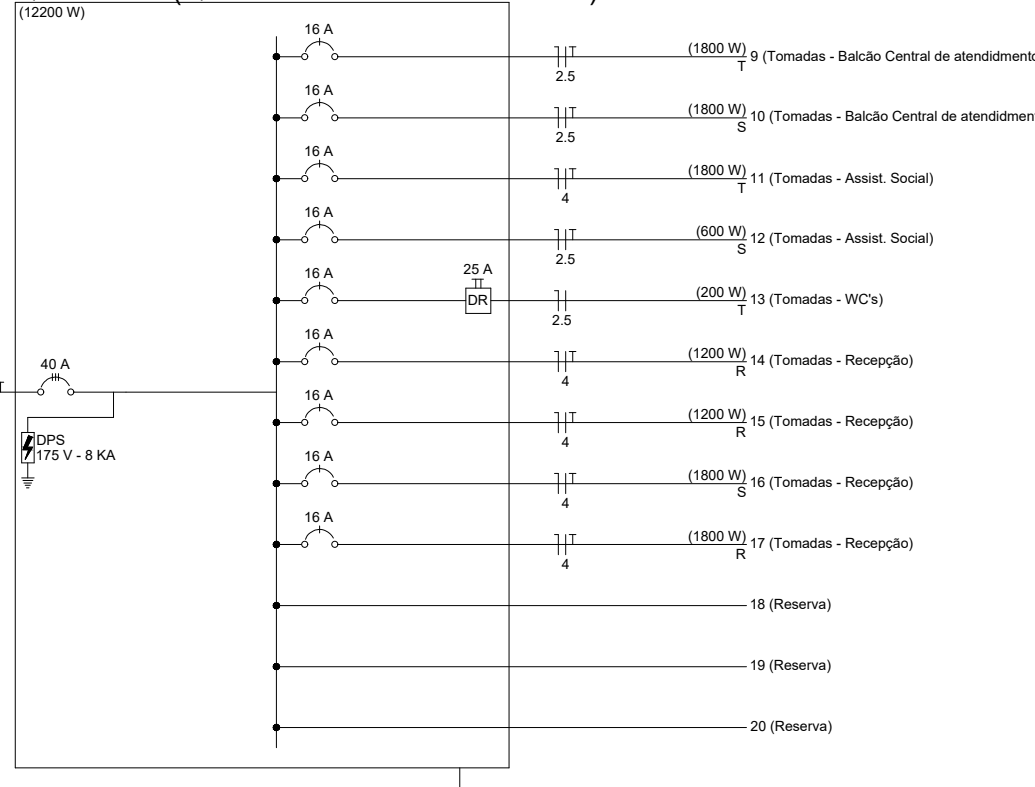 (12200 W)
16 A
(1800 W)
T
9 (Tomadas - Balcão Central de atendidmento
2.5
16 A
(1800 W)
S
10 (Tomadas - Balcão Central de atendidmen
2.5
16 A
(1800 W)
T
11 (Tomadas - Assist. Social)
4
16 A
(600 W)
S
12 (Tomadas - Assist. Social)
2.5
16 A
25 A
DR
(200 W)
T
13 (Tomadas - WC's)
2.5
16 A
(1200 W)
R
14 (Tomadas - Recepção)
4
40 A
16 A
(1200 W)
R
15 (Tomadas - Recepção)
4
DPS
175 V - 8 KA
16 A
(1800 W)
S
16 (Tomadas - Recepção)
4
16 A
(1800 W)
R
17 (Tomadas - Recepção)
4
18 (Reserva)
19 (Reserva)
20 (Reserva)